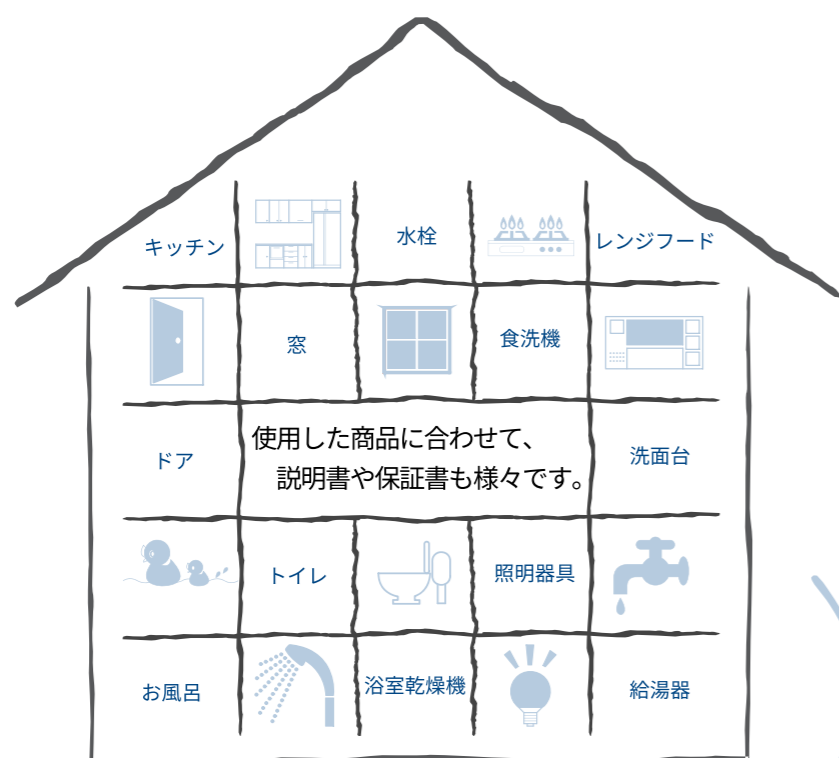 キッチン
水栓
レンジフード
窓
食洗機
ドア
使用した商品に合わせて、
説明書や保証書も様々です。
洗面台
トイレ
照明器具
お風呂
浴室乾燥機
給湯器